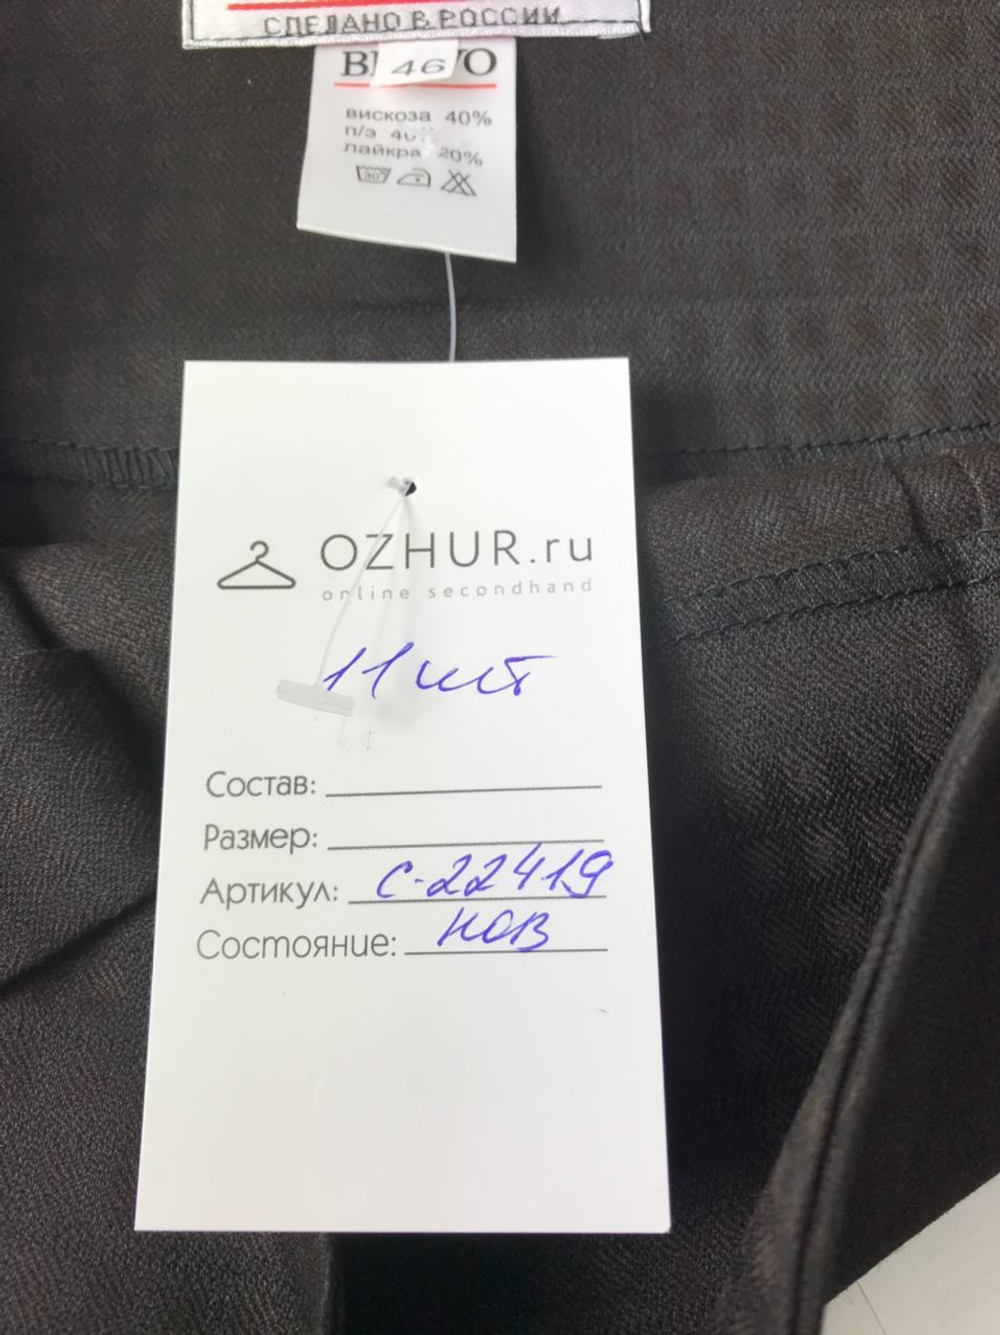 СДЕЛАНО В РОССИИ
46
вискоза 40%
п/э
лайкра 20%
30
OZHUR.ru
online secondhand
11 шт
Состав:
Размер:
Артикул: С-22419
Состояние: нов